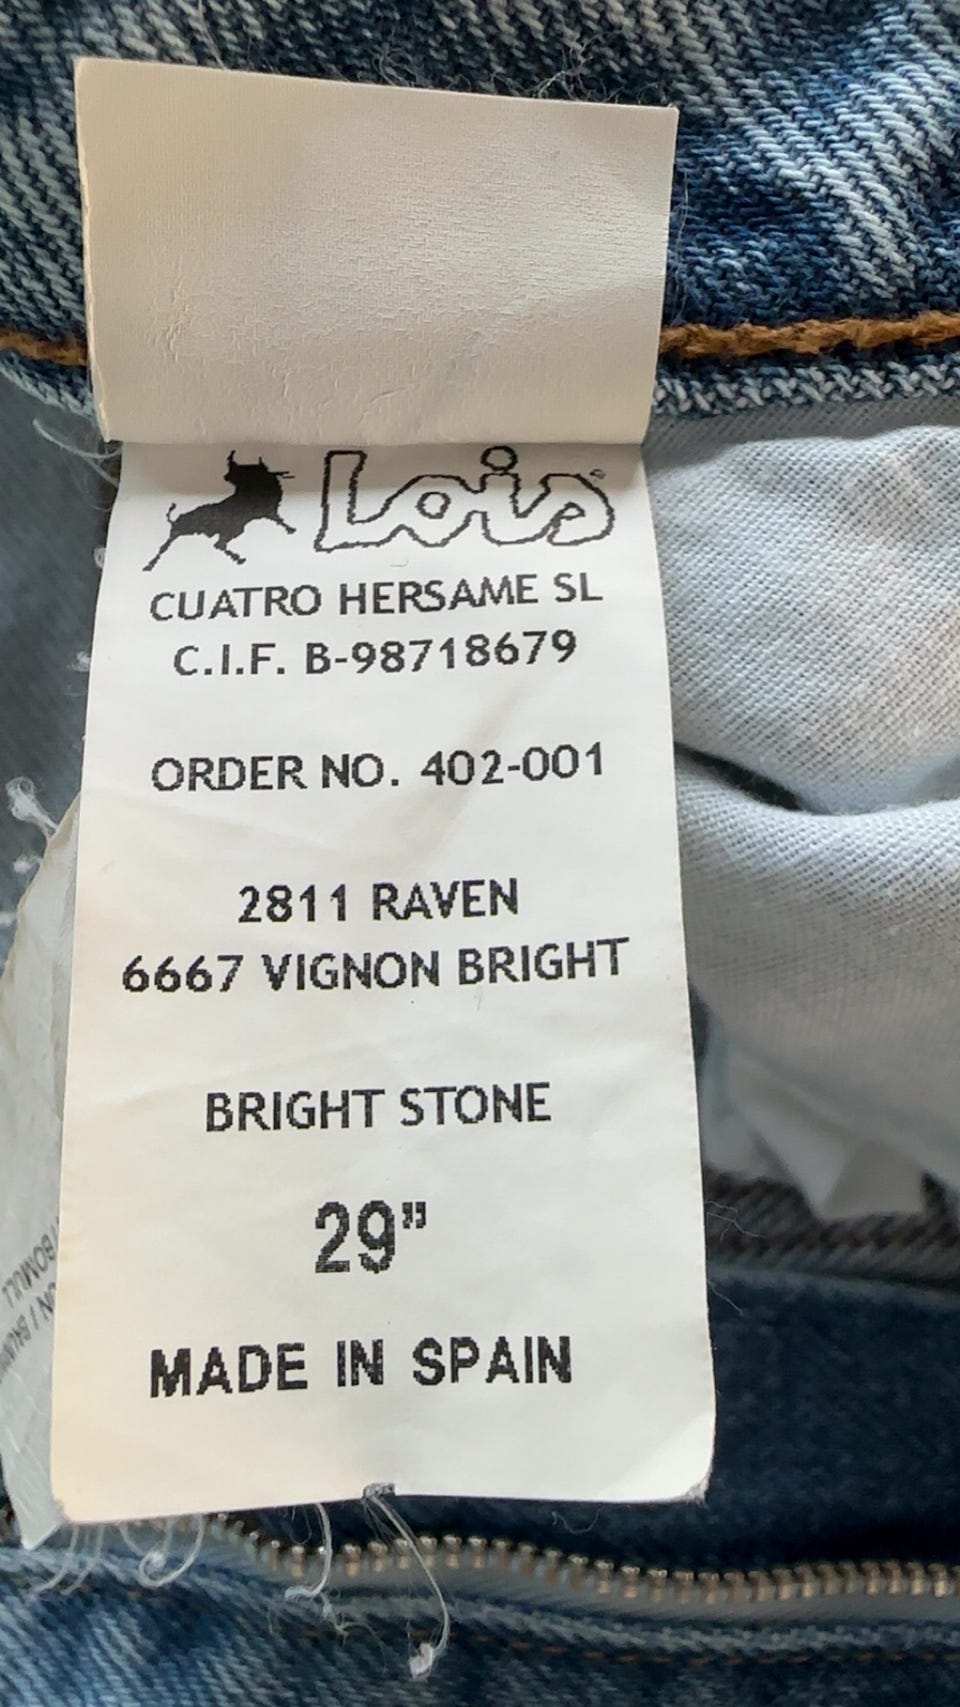 Lois
CUATRO HERSAME SL
C.I.F. B-98718679
ORDER NO. 402-001
2811 RAVEN
6667 VIGNON BRIGHT
BRIGHT STONE
29”
MADE IN SPAIN
BOMULL